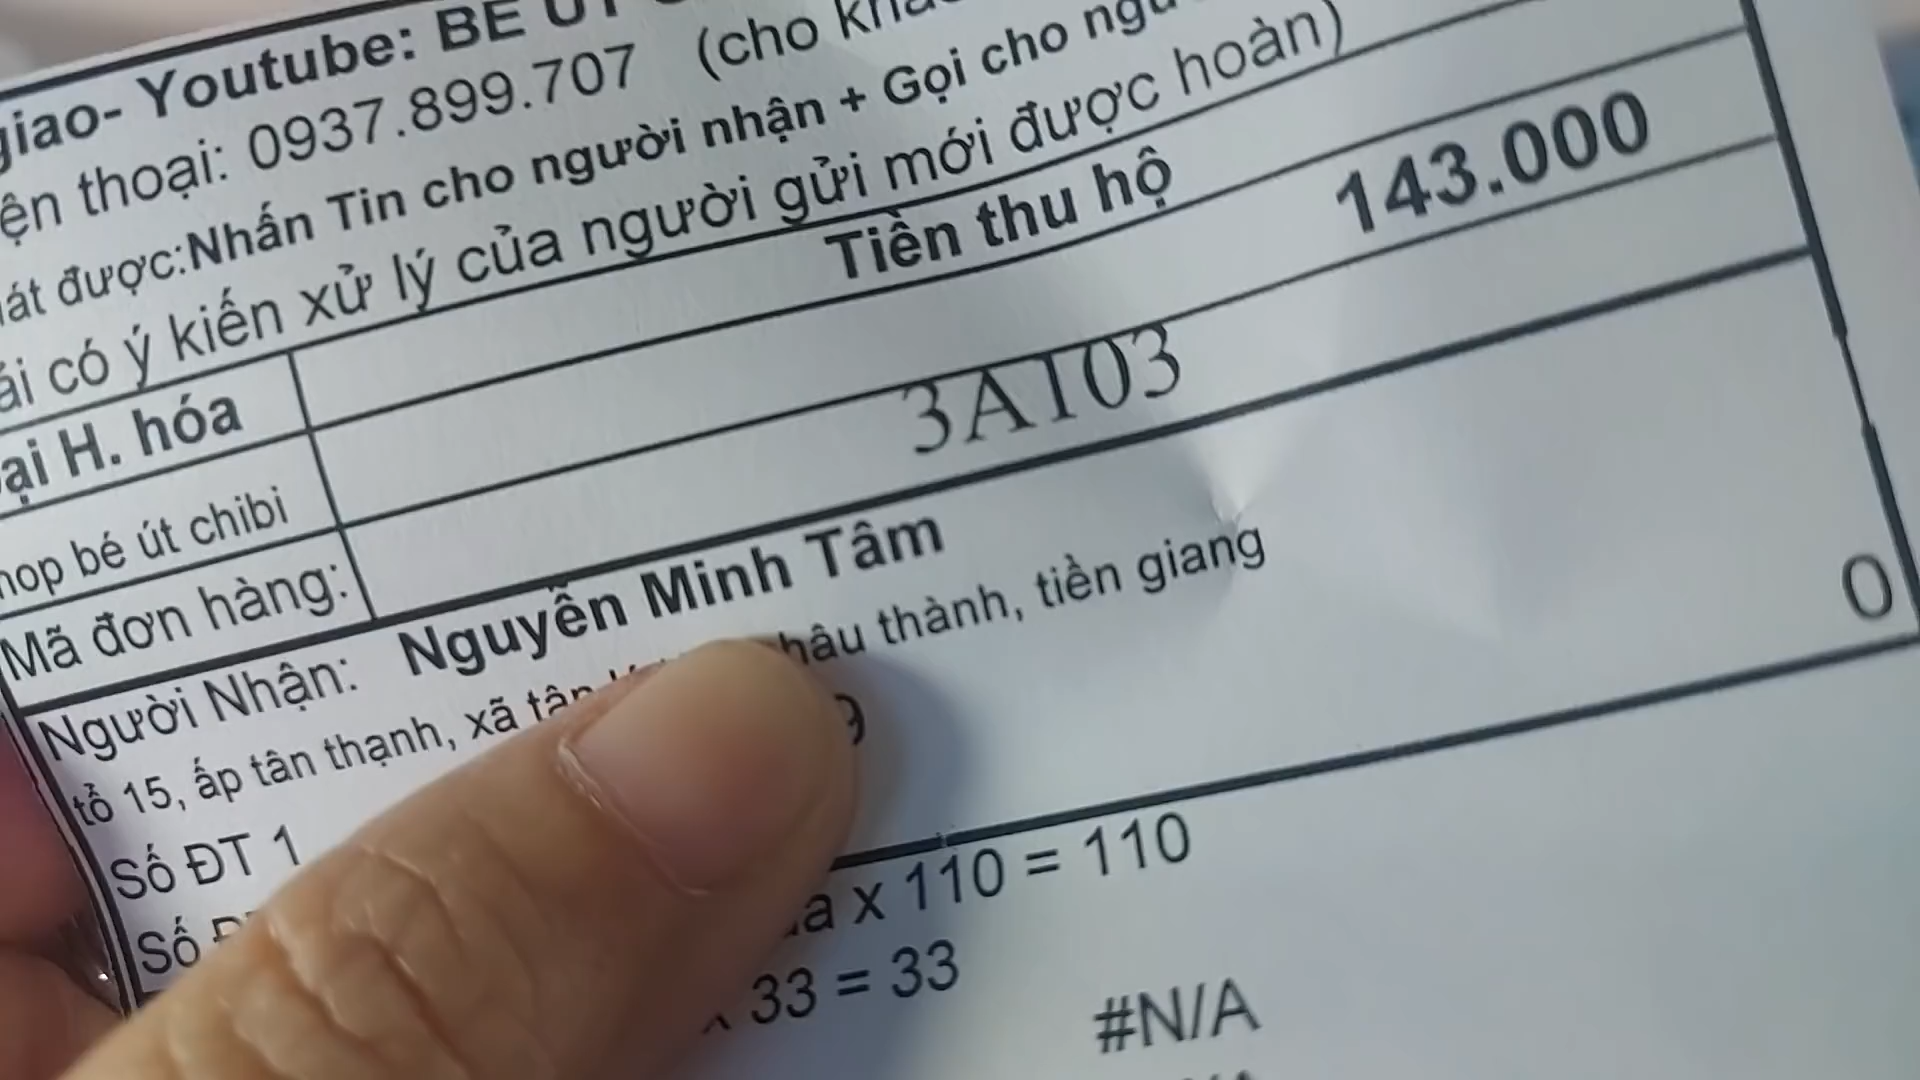 giao- Youtube: BÉ ÚT
ện thoại: 0937.899.707 (cho
át được:Nhấn Tin cho người nhận + Gọi cho
ải có ý kiến xử lý của người gửi mới được hoàn)
ại H. hóa Tiền thu hộ 143.000
hop bé út chibi
Mã đơn hàng: 3A103
Người Nhận: Nguyễn Minh Tâm
tổ 15, ấp tân thạnh, xã tân hâu thành, tiền giang 0
Số ĐT 1 9
Số
x 110 = 110
33 = 33
#N/A